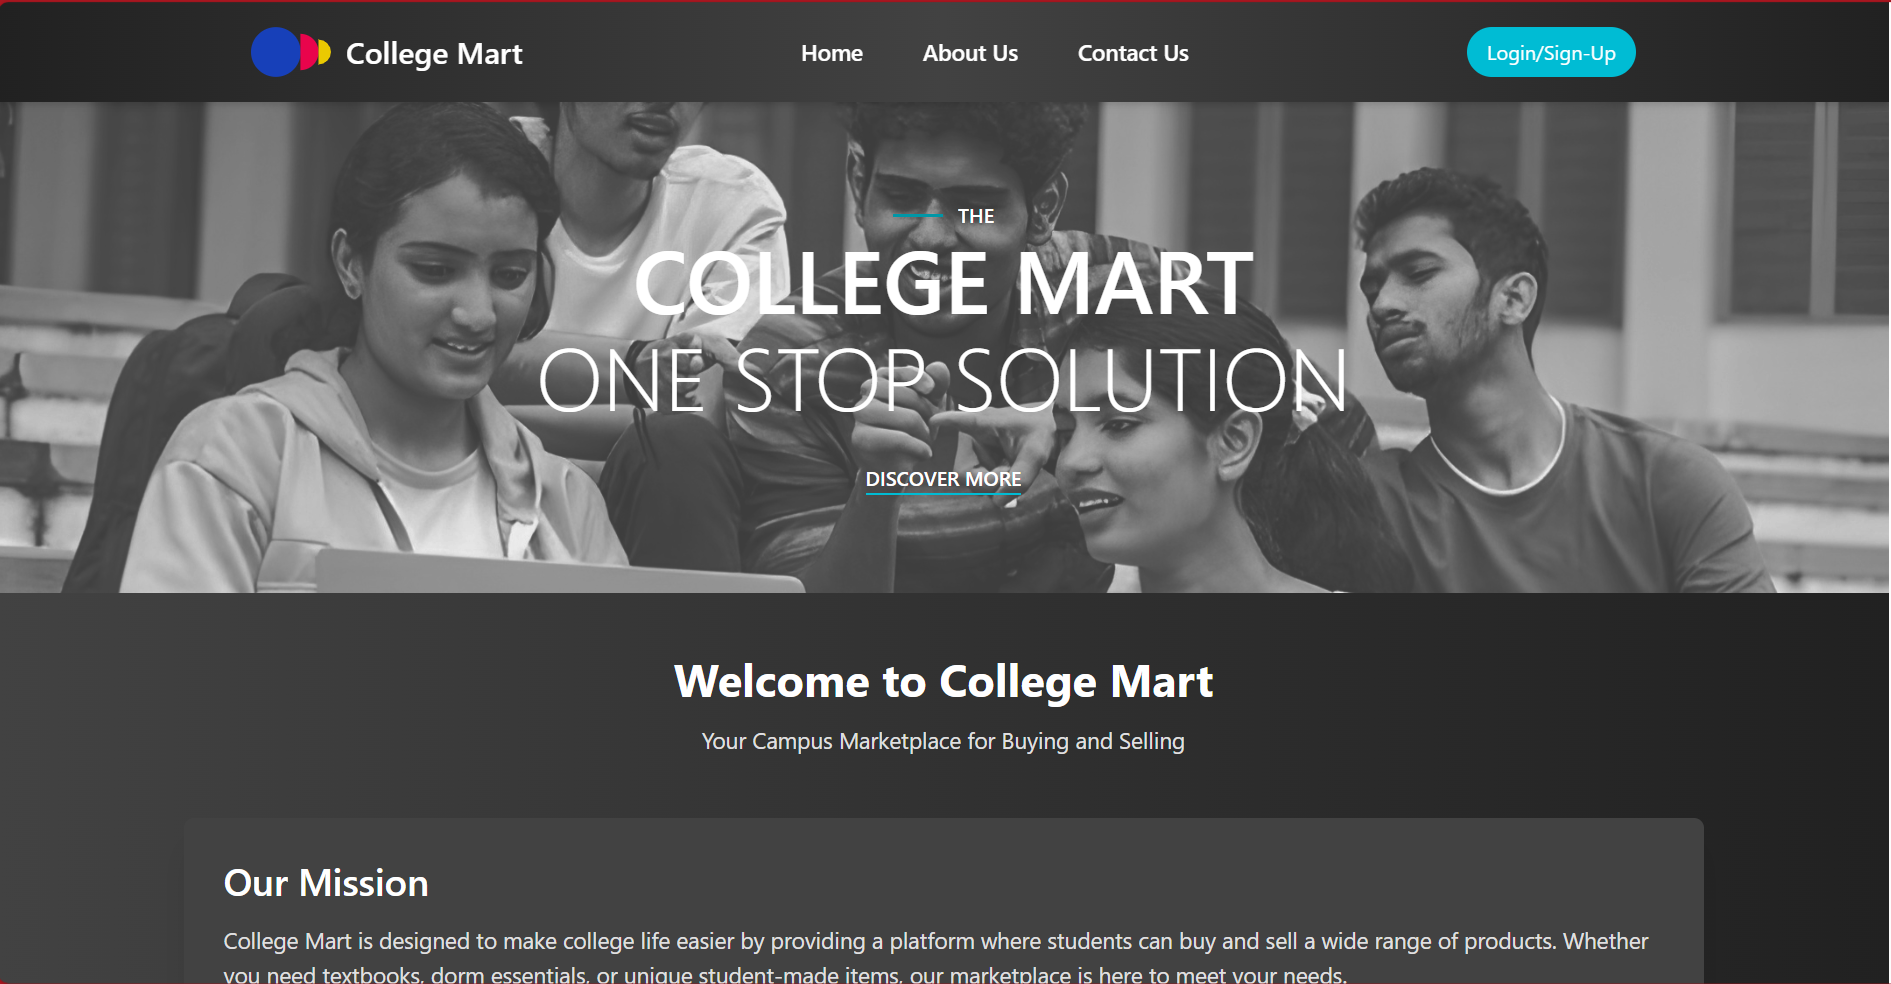 College Mart
Home
About Us
Contact Us
Login/Sign-Up
THE
COLLEGE MART
ONE STOP SOLUTION
DISCOVER MORE
Welcome to College Mart
Your Campus Marketplace for Buying and Selling
Our Mission
College Mart is designed to make college life easier by providing a platform where students can buy and sell a wide range of products. Whether
you need textbooks, dorm essentials, or unique student-made items, our marketplace is here to meet your needs.